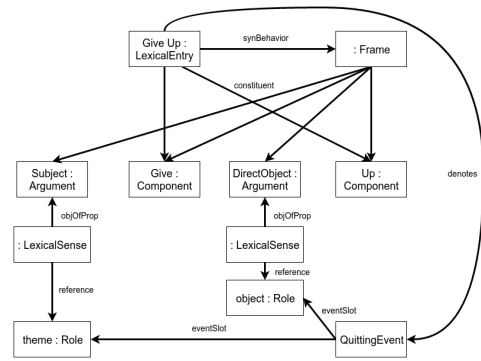 Give Up :
LexicalEntry
synBehavior
: Frame
constituent
Subject :
Argument
Give :
Component
DirectObject :
Argument
Up :
Component
denotes
objOfProp
objOfProp
: LexicalSense
: LexicalSense
reference
reference
object : Role
eventSlot
theme : Role
eventSlot
QuittingEvent